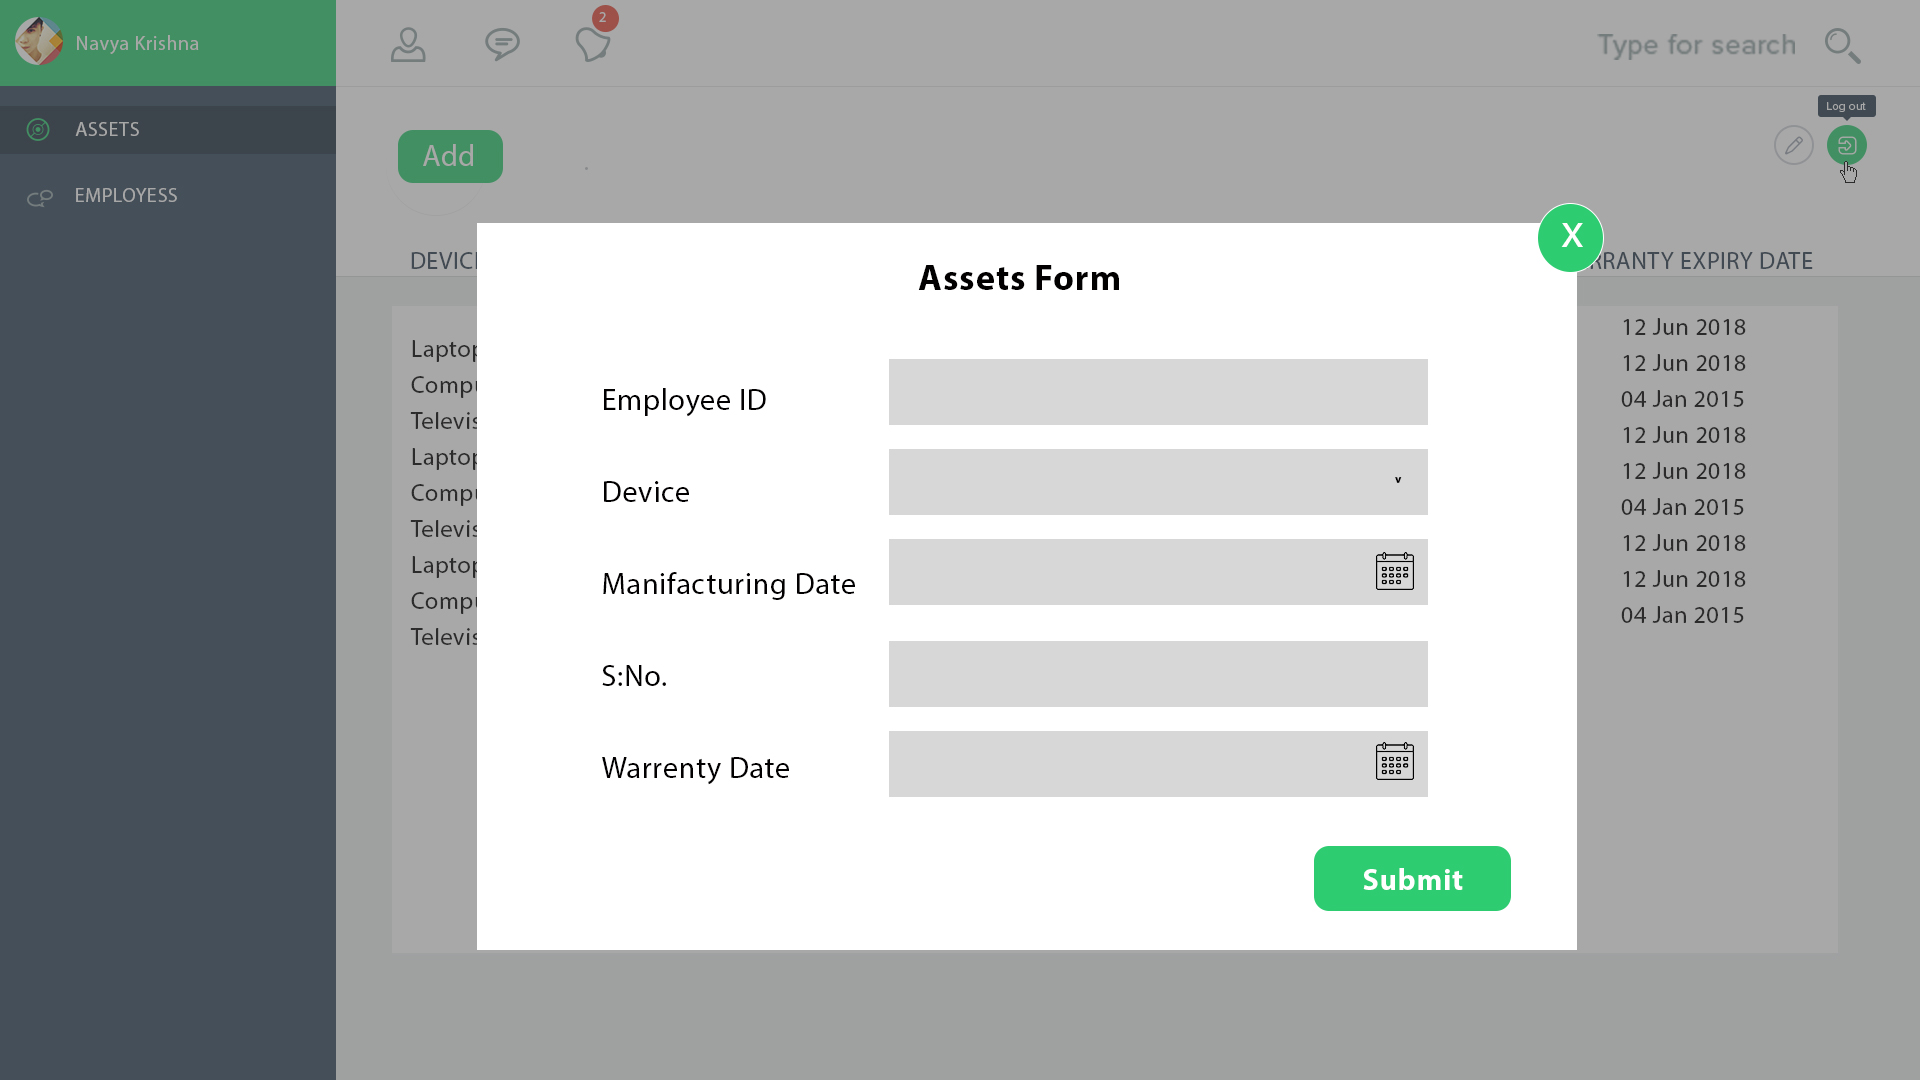 Navya Krishna
2
Type for search
Log out
ASSETS
Add
EMPLOYESS
X
DEVIC
RRANTY EXPIRY DATE
Assets Form
12 Jun 2018
Laptop
12 Jun 2018
Compu
Employee ID
04 Jan 2015
Televis
12 Jun 2018
Laptop
12 Jun 2018
Device
v
Compu
04 Jan 2015
Televis
12 Jun 2018
Laptop
12 Jun 2018
Manifacturing Date
Compu
04 Jan 2015
Televis
S:No.
Warrenty Date
Submit